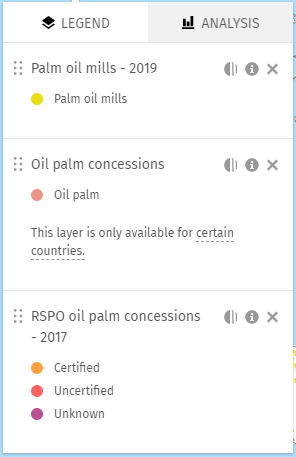 LEGEND
ANALYSIS
Palm oil mills - 2019
Palm oil mills
Oil palm concessions
Oil palm
This layer is only available for certain
countries.
RSPO oil palm concessions
- 2017
Certified
Uncertified
Unknown